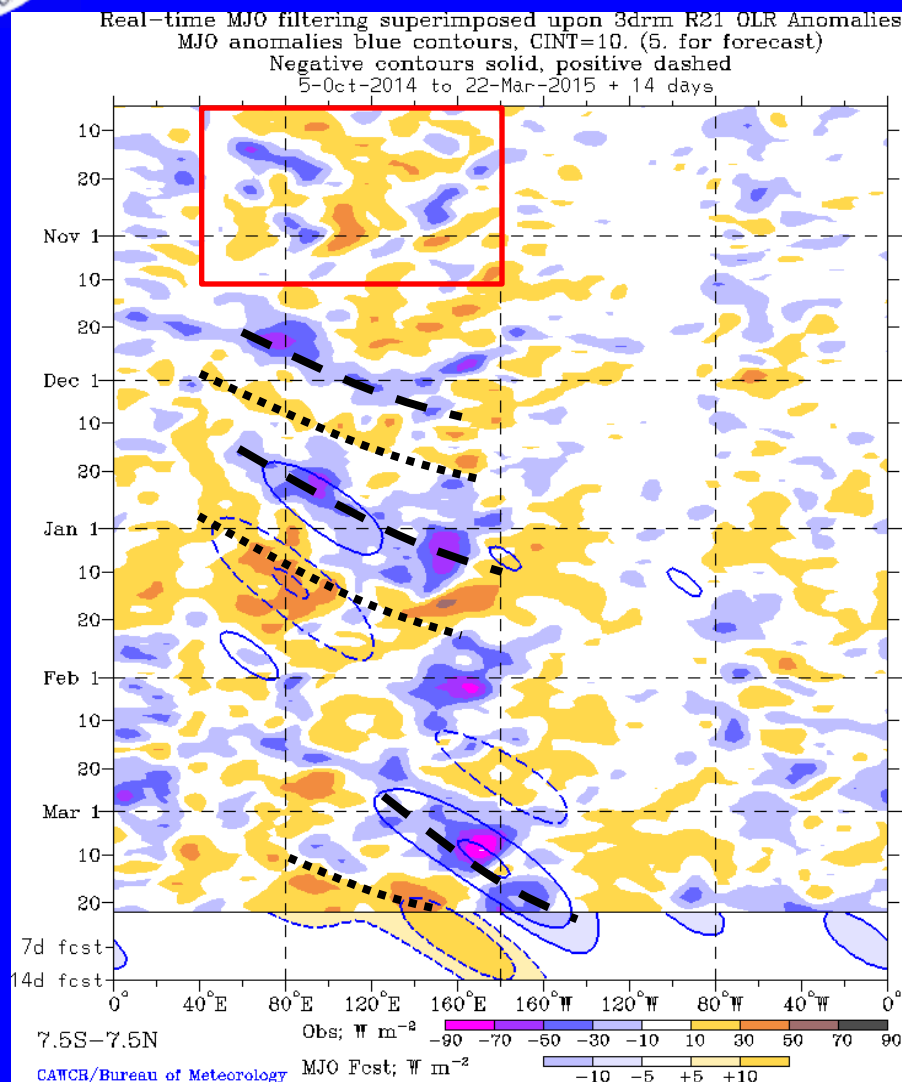 Real-time MJO filtering superimposed upon 3drm R21 OLR Anomalies
MJO anomalies blue contours, CINT=10. (5. for forecast)
Negative contours solid, positive dashed
5-Oct-2014 to 22-Mar-2015 + 14 days
10
20
Nov 1
10
20
Dec 1
10
20
Jan 1
10
20
Feb 1
10
20
Mar 1
10
20
7d fcst
14d fcst
0° 40°E 80°E 120°E 160°E 160°W 120°W 80°W 40°W 0°
7.5S-7.5N
Obs; W m-2
-90 -70 -50 -30 -10 10 30 50 70 90
CAWCR/Bureau of Meteorology
MJO Fcst; W m-2
-10 -5 +5 +10